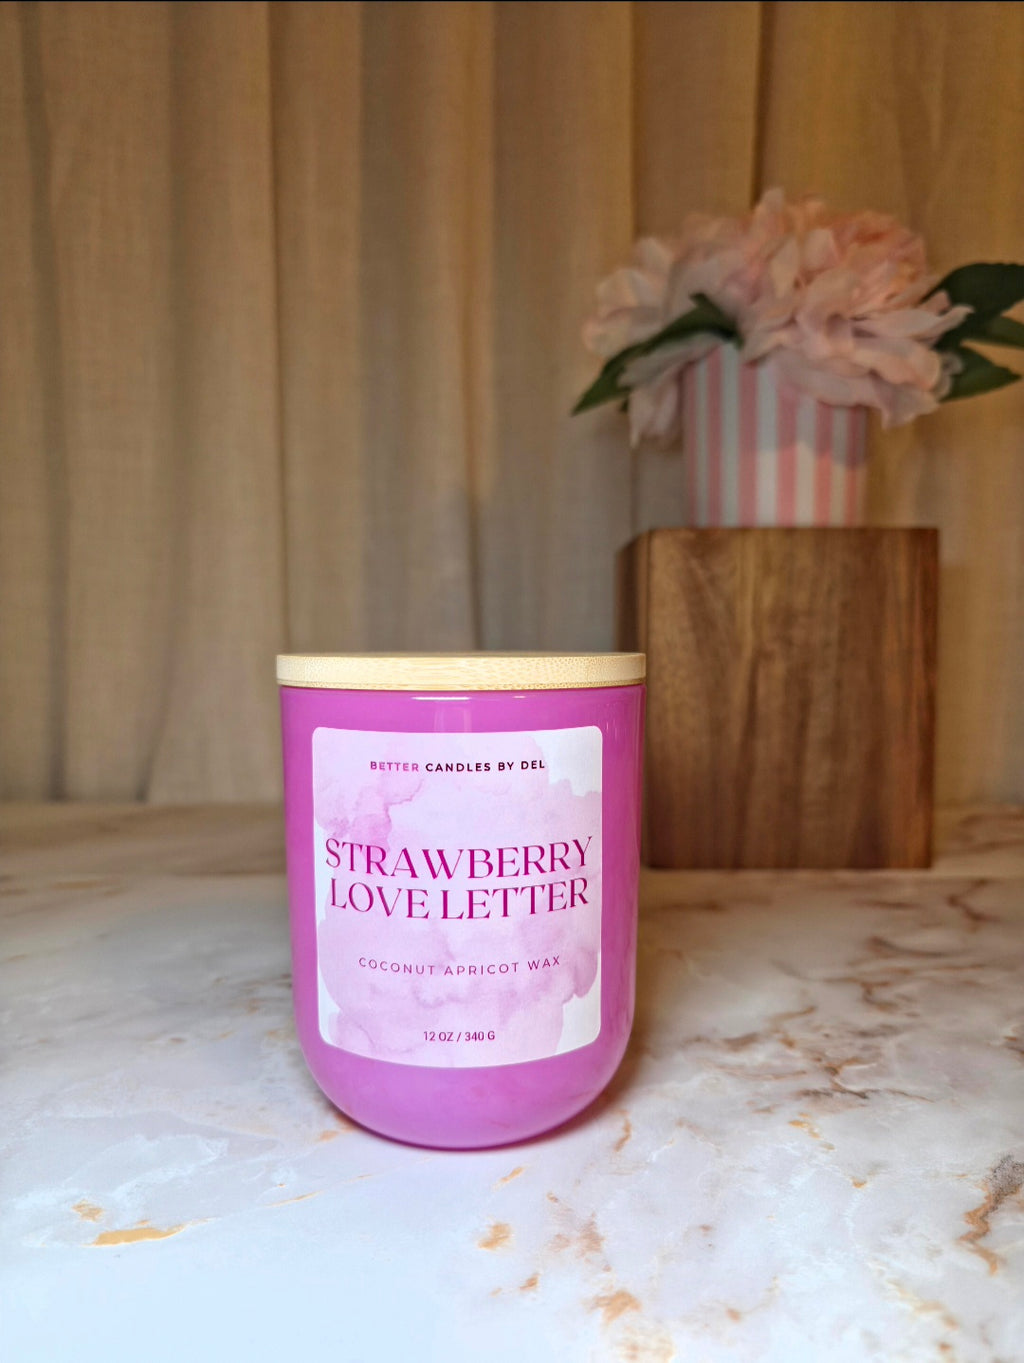 BETTER CANDLES BY DEL
STRAWBERRY
LOVE LETTER
COCONUT APRICOT WAX
12 OZ / 340 G